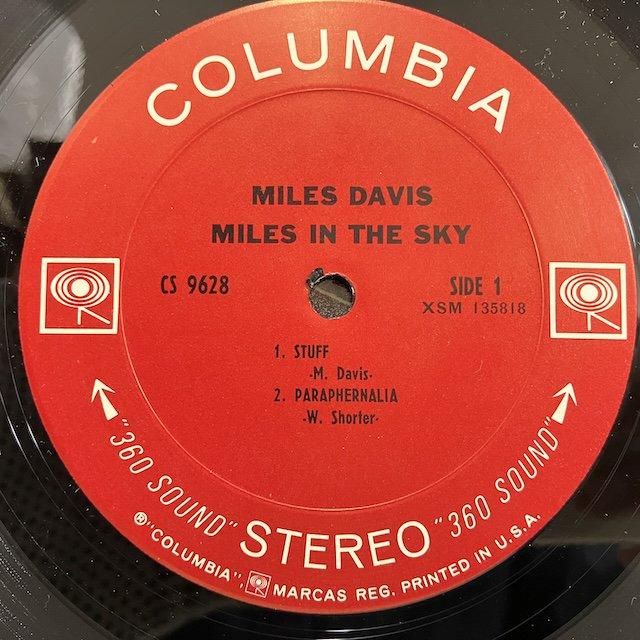 COLUMBIA
MILES DAVIS
MILES IN THE SKY
CS 9628
SIDE 1
XSM 135818
1. STUFF
-M. Davis-
2. PARAPHERNALIA
-W. Shorter-
"360 SOUND" STEREO "360 SOUND"
®"COLUMBIA", MARCAS REG. PRINTED IN U.S.A.